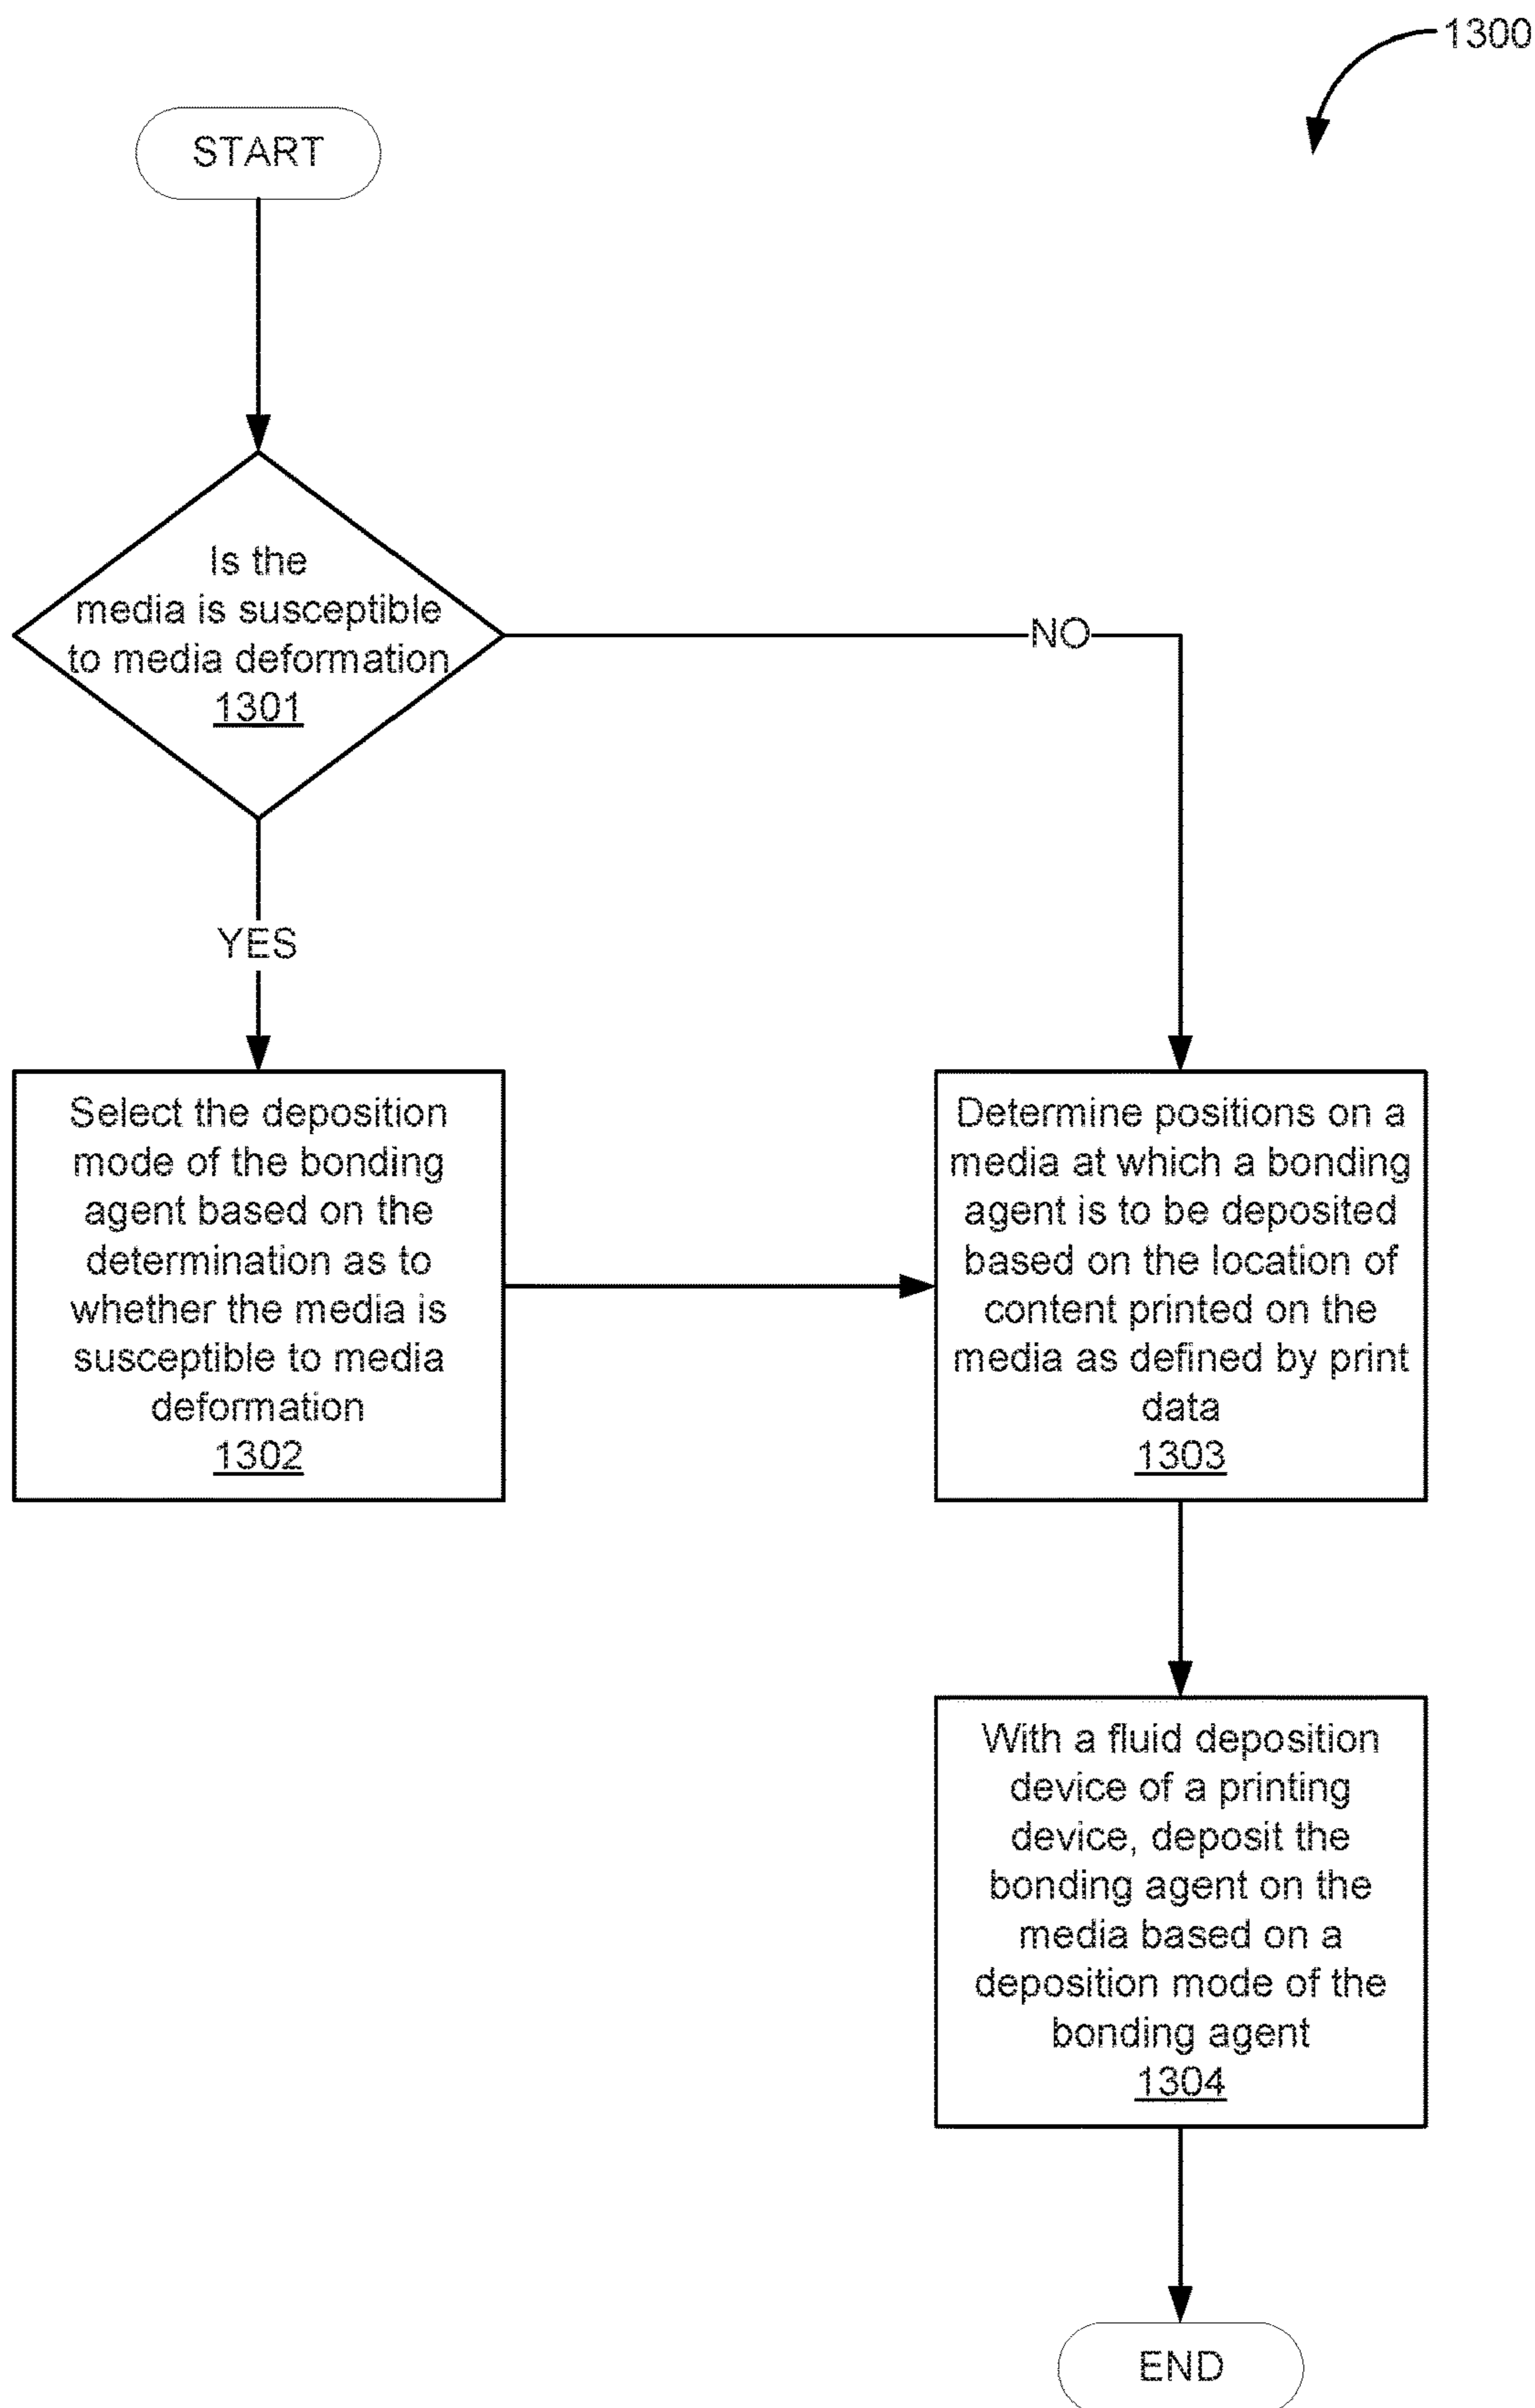 1300
START
Is the
media is susceptible
to media deformation
1301
NO
YES
Select the deposition
mode of the bonding
agent based on the
determination as to
whether the media is
susceptible to media
deformation
1302
Determine positions on a
media at which a bonding
agent is to be deposited
based on the location of
content printed on the
media as defined by print
data
1303
With a fluid deposition
device of a printing
device, deposit the
bonding agent on the
media based on a
deposition mode of the
bonding agent
1304
END